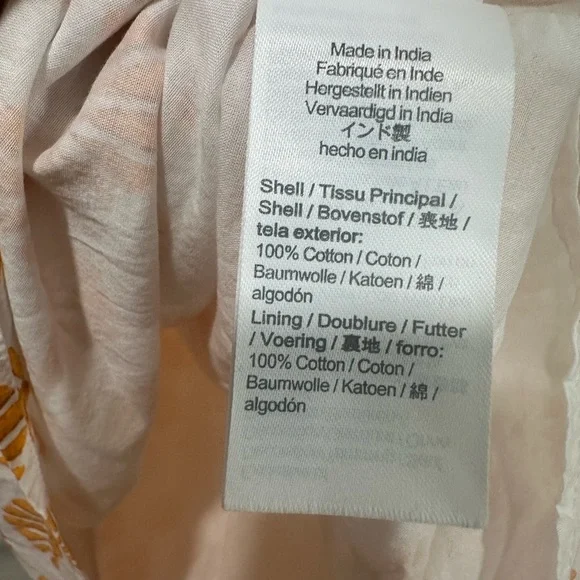 Made in India
Fabriqué en Inde
Hergestellt in Indien
Vervaardigd in India
インド製
hecho en india
Shell / Tissu Principal /
Shell / Bovenstof / 表地 /
tela exterior:
100% Cotton / Coton /
Baumwolle / Katoen / 綿 /
algodón
Lining / Doublure / Futter
/ Voering / 裏地 / forro:
100% Cotton / Coton /
Baumwolle / Katoen / 綿 /
algodón